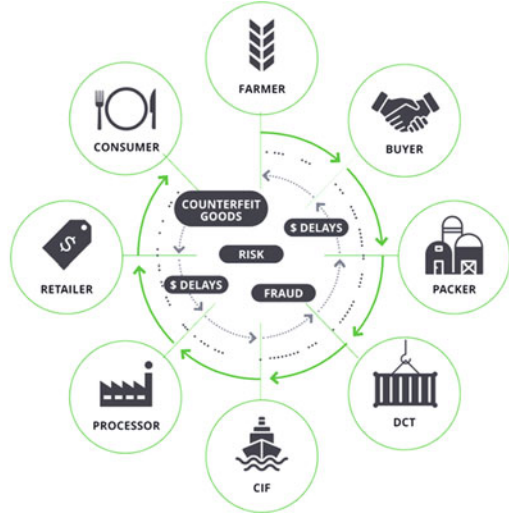 FARMER
BUYER
PACKER
DCT
CIF
PROCESSOR
RETAILER
$
CONSUMER
COUNTERFEIT
GOODS
$ DELAYS
RISK
$ DELAYS
FRAUD